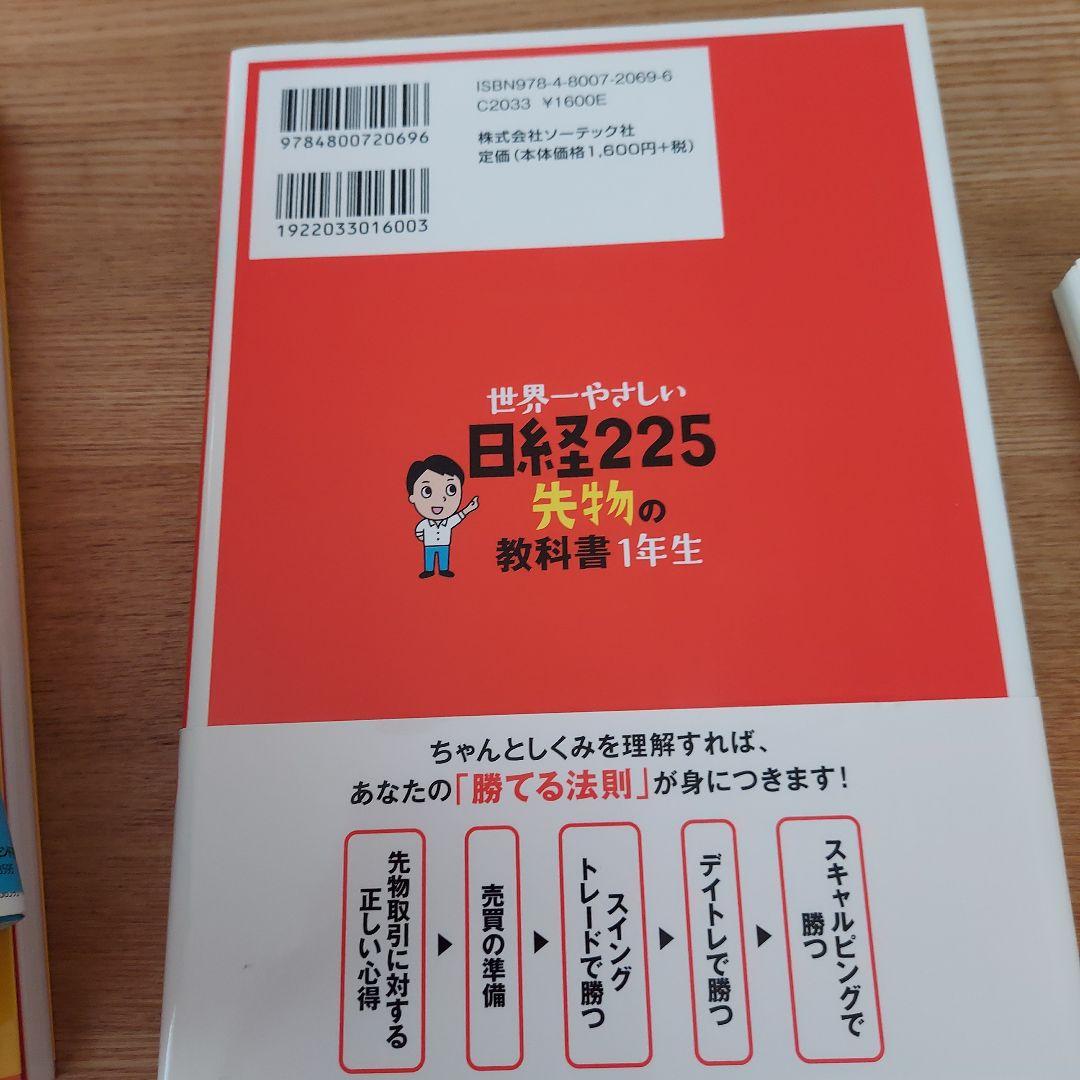 ISBN978-4-8007-2069-6
C2033 ¥1600E
株式会社ソーテック社
定価(本体価格1,600円+税)
9784800720696
1922033016003
世界一やさしい
日経225
先物の
教科書1年生
ちゃんとしくみを理解すれば、
あなたの「勝てる法則」が身につきます!
先物取引に対する
正しい心得
売買の準備
スイング
トレードで勝つ
デイトレで勝つ
スキャルピングで
勝つ